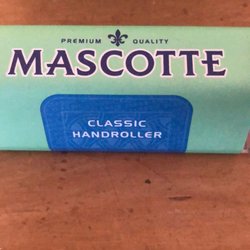 PREMIUM QUALITY
MASCOTTE
CLASSIC
HANDROLLER